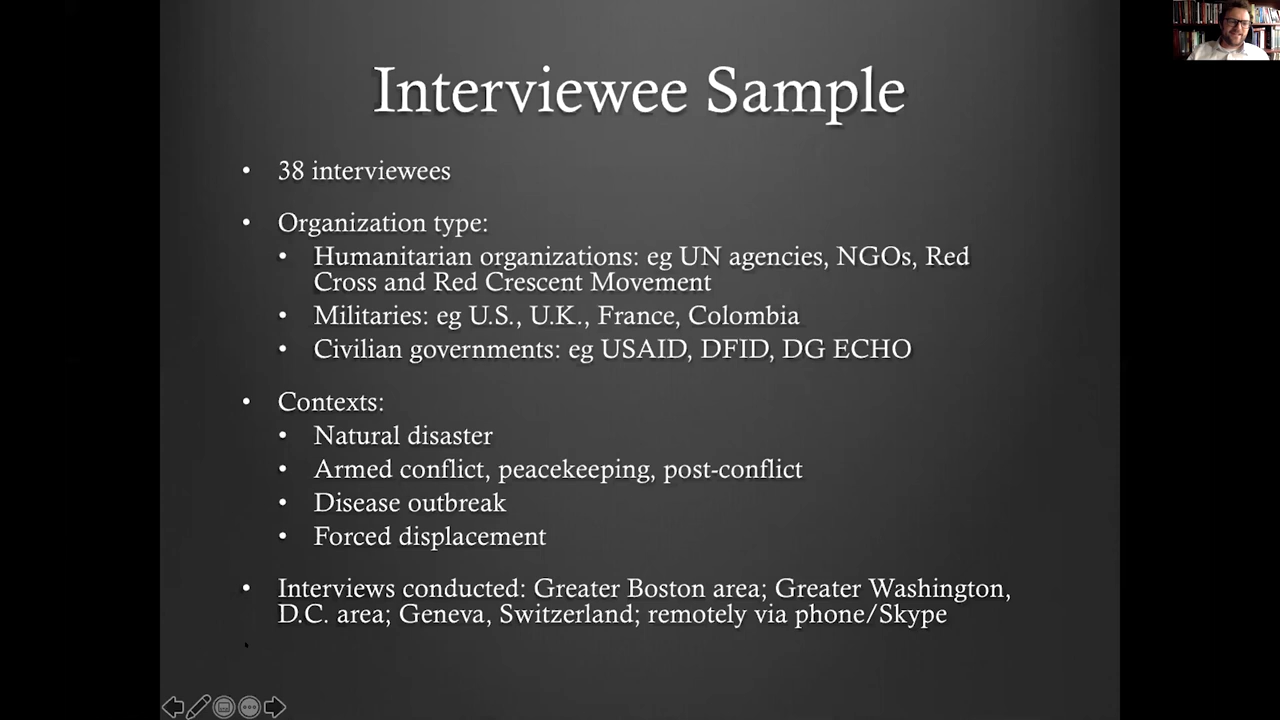 Interviewee Sample
• 38 interviewees
• Organization type:
• Humanitarian organizations: eg UN agencies, NGOs, Red
Cross and Red Crescent Movement
• Militaries: eg U.S., U.K., France, Colombia
• Civilian governments: eg USAID, DFID, DG ECHO
• Contexts:
• Natural disaster
• Armed conflict, peacekeeping, post-conflict
• Disease outbreak
• Forced displacement
• Interviews conducted: Greater Boston area; Greater Washington,
D.C. area; Geneva, Switzerland; remotely via phone/Skype